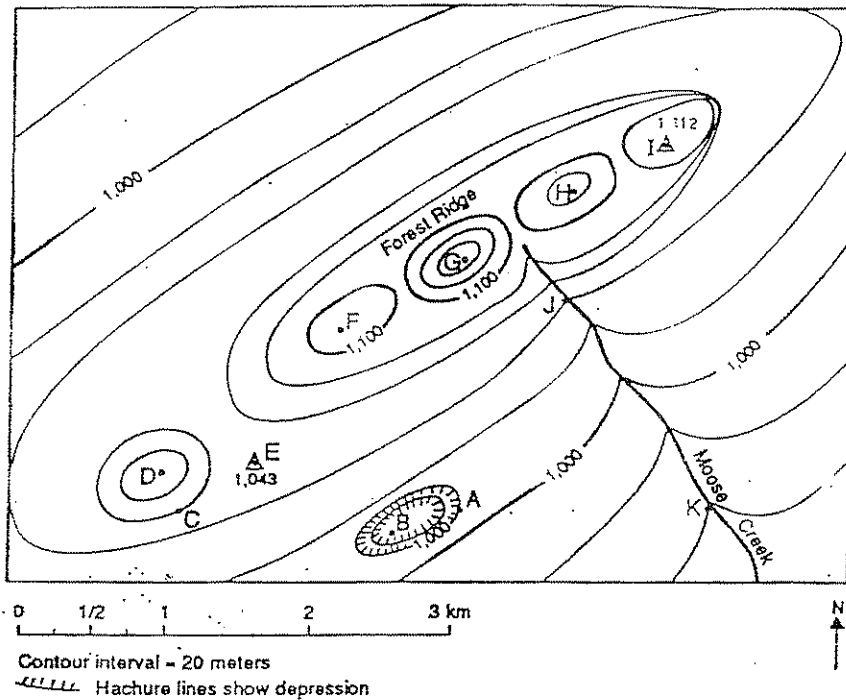 1,112
I
1,000
H
Forest Ridge
G
1,100
F
J
1,100
1,000
E
1,043
D
1,000
Moose Creek
A
C
B
1,000
K
0 1/2 1 2 3 km
N
Contour interval = 20 meters
Hachure lines show depression